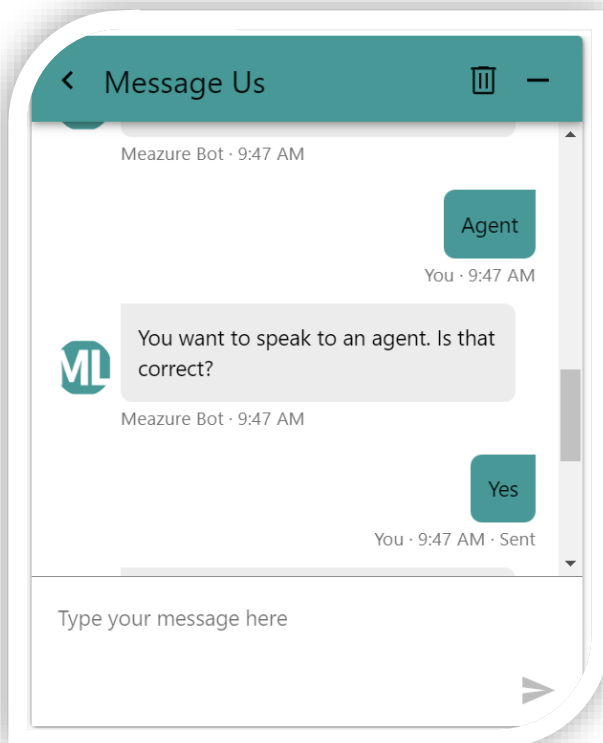 Message Us
Meazure Bot · 9:47 AM
Agent
You · 9:47 AM
You want to speak to an agent. Is that
correct?
ML
Meazure Bot · 9:47 AM
Yes
You · 9:47 AM · Sent
Type your message here